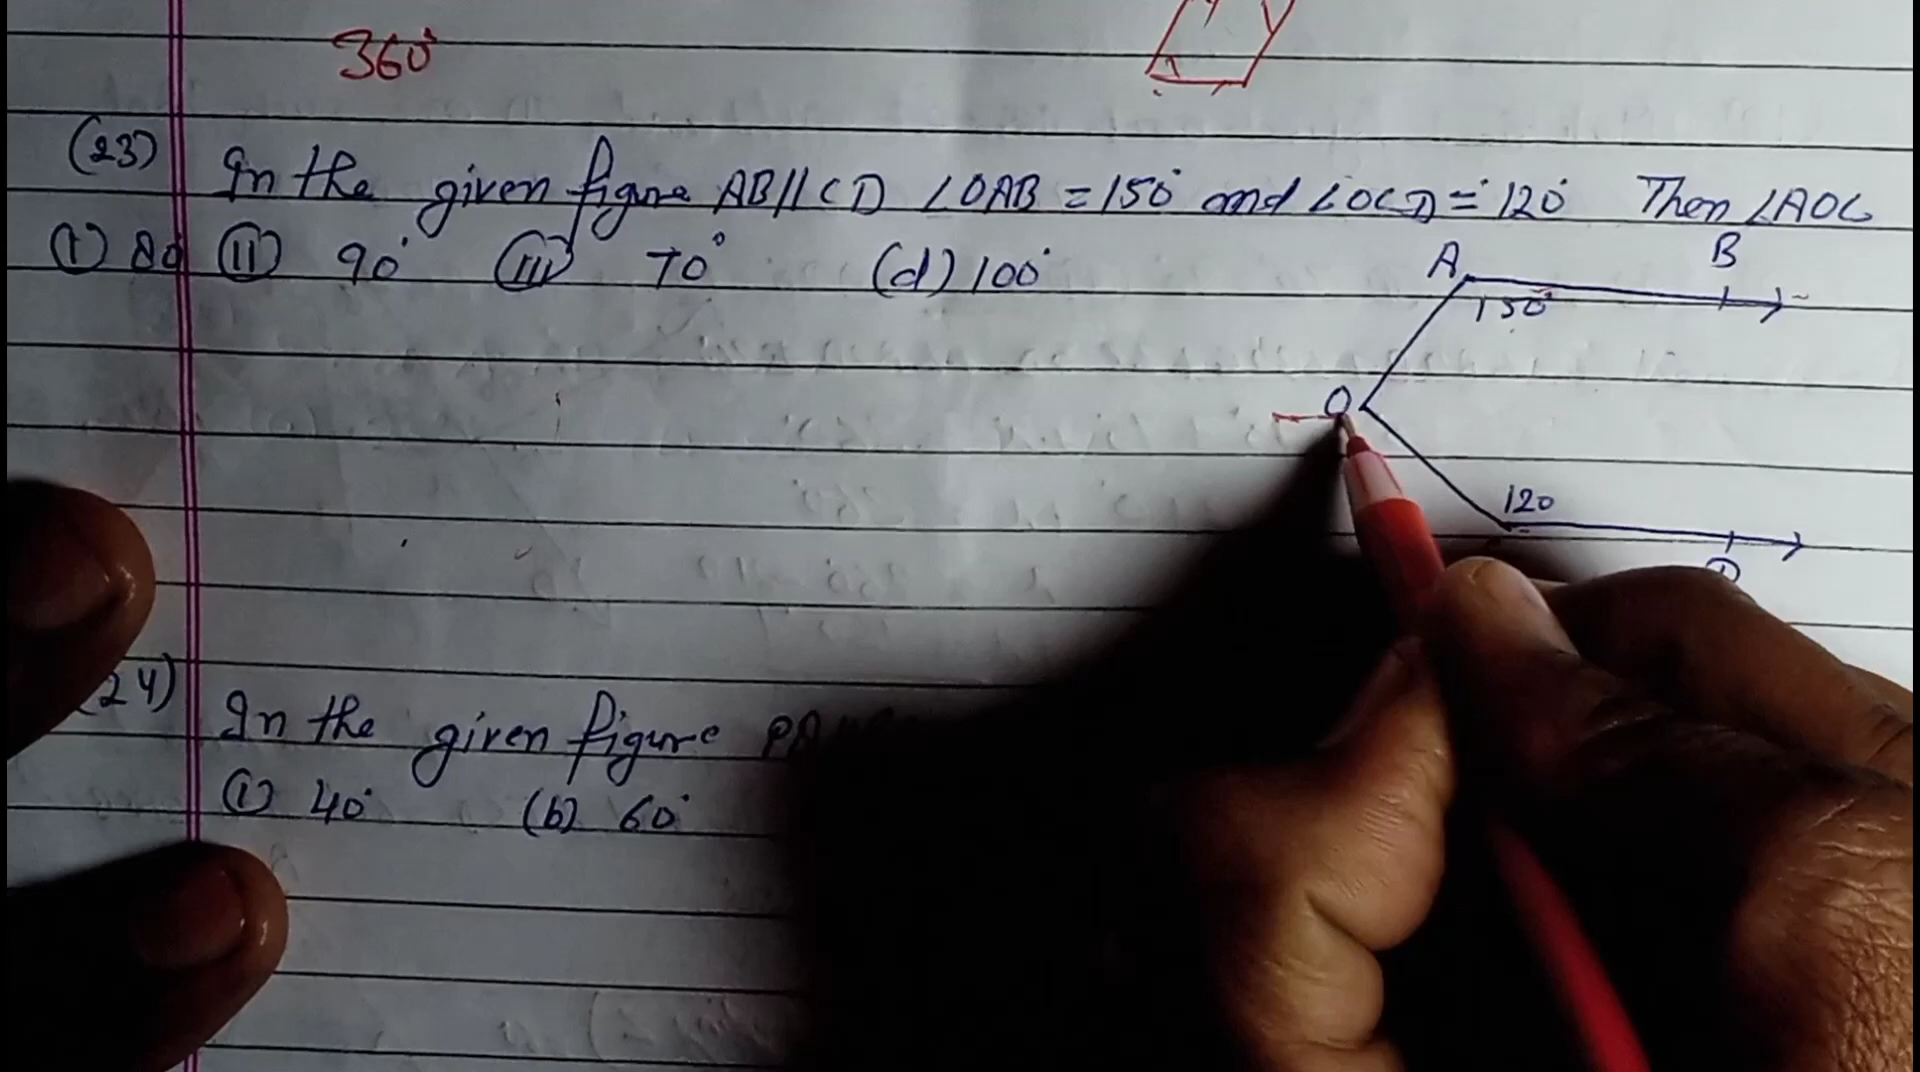 360°
(23) In the given figure AB||CD ∠OAB = 150° and ∠OCD = 120° Then ∠AOC
(i) 80 (ii) 90° (iii) 70° (d) 100°
A B
150°
O
120
D
24) In the given figure
(i) 40° (b) 60°